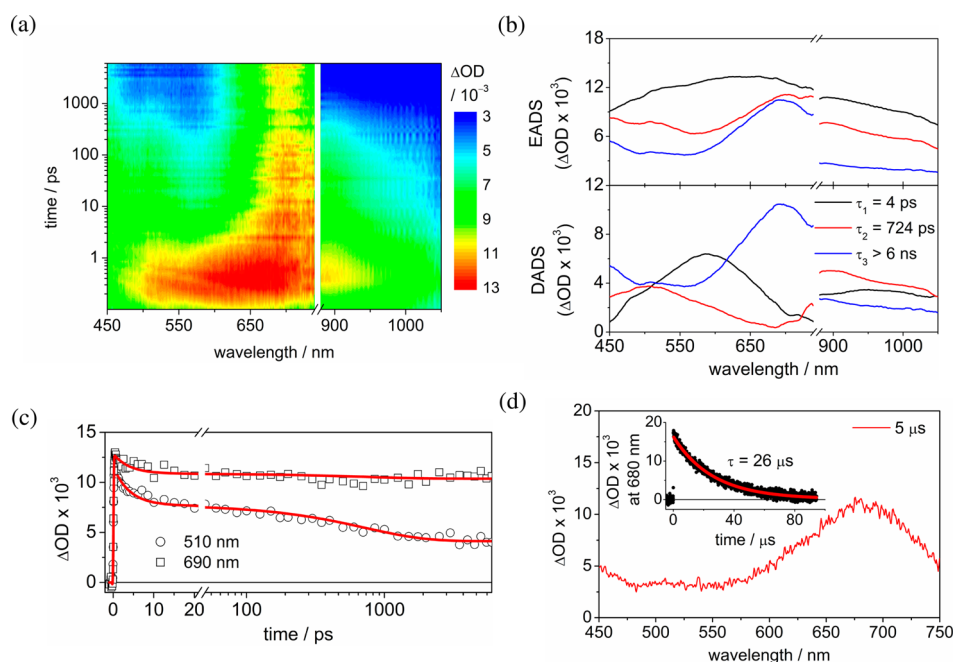 (a)
ΔOD
/ 10⁻³
3
5
7
9
11
13
1000
100
10
1
time / ps
450 550 650 900 1000
wavelength / nm
(b)
18
12
6
12
8
4
0
EADS
(ΔOD x 10³)
DADS
(ΔOD x 10³)
τ₁ = 4 ps
τ₂ = 724 ps
τ₃ > 6 ns
450 550 650 900 1000
wavelength / nm
(c)
15
10
5
0
ΔOD x 10³
510 nm
690 nm
0 10 20 100 1000
time / ps
(d)
20
15
10
5
0
ΔOD x 10³
5 μs
20
10
0
ΔOD x 10³
at 680 nm
τ = 26 μs
0 40 80
time / μs
450 500 550 600 650 700 750
wavelength / nm